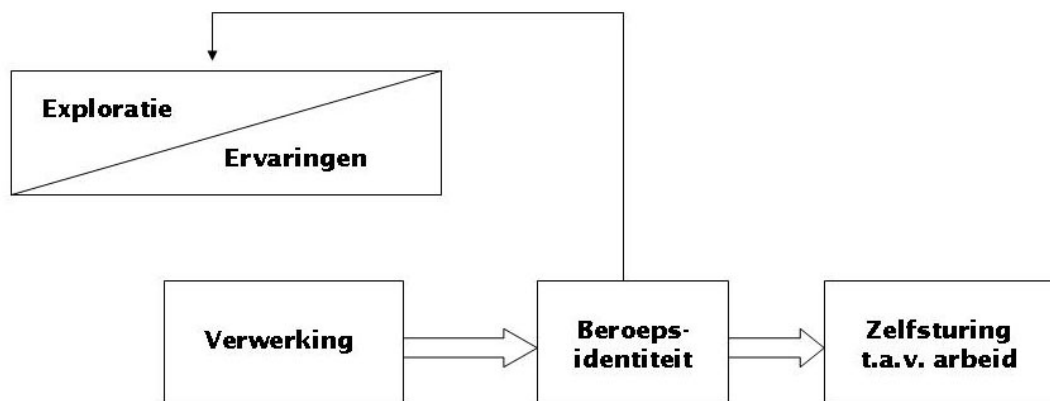 Exploratie
Ervaringen
Verwerking
Beroeps-
identiteit
Zelfsturing
t.a.v. arbeid